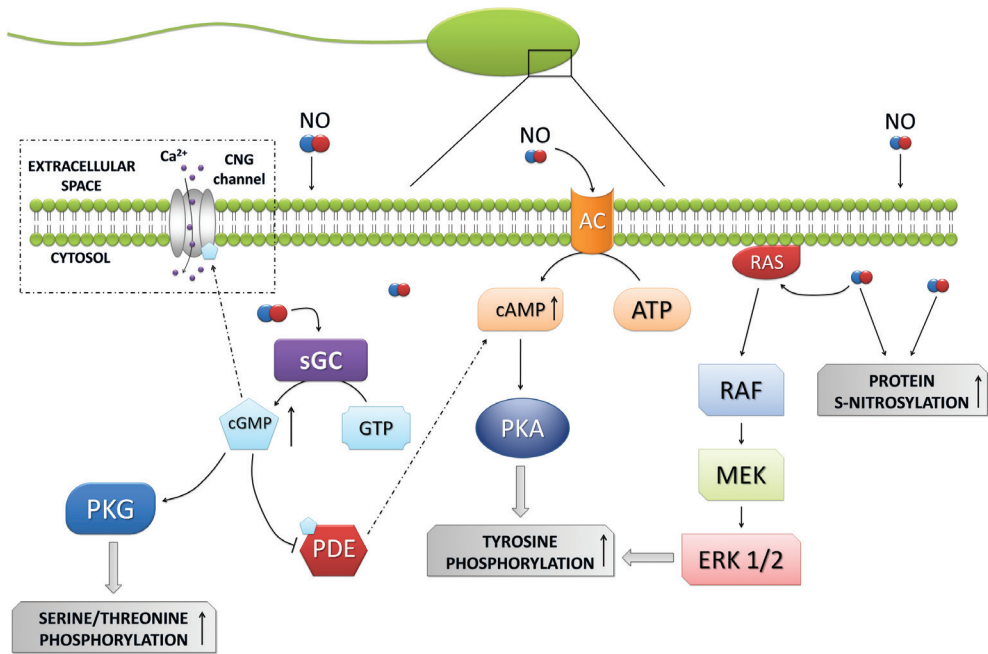 NO
NO
NO
Ca²⁺
CNG
channel
EXTRACELLULAR
SPACE
CYTOSOL
AC
RAS
cAMP
ATP
sGC
cGMP
GTP
RAF
PROTEIN
S-NITROSYLATION
PKA
MEK
PKG
PDE
TYROSINE
PHOSPHORYLATION
ERK 1/2
SERINE/THREONINE
PHOSPHORYLATION